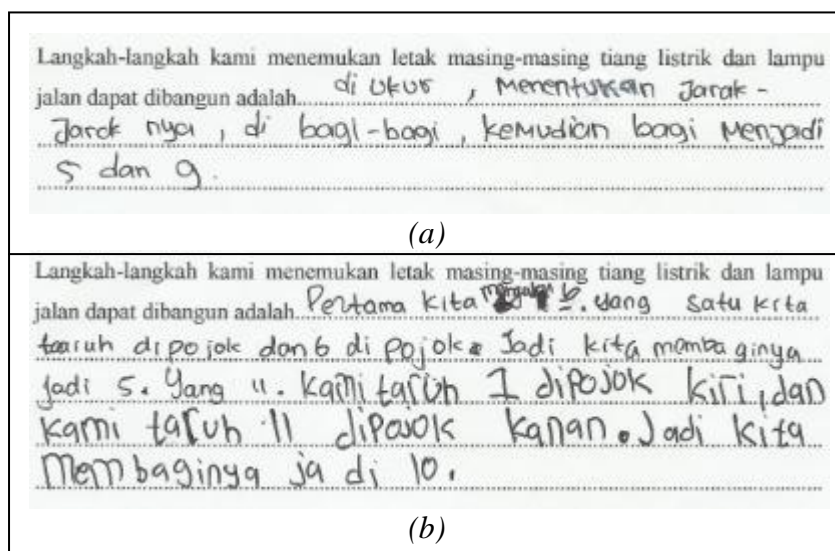 Langkah-langkah kami menemukan letak masing-masing tiang listrik dan lampu
jalan dapat dibangun adalah di ukur , Menentukan Jarak -
Jarak nya , di bagi-bagi , kemudian bagi Menjadi
5 dan 9.
(a)
Langkah-langkah kami menemukan letak masing-masing tiang listrik dan lampu
jalan dapat dibangun adalah Pertama kita 6. yang satu kita
taruh di pojok dan 6 di pojok. Jadi kita membaginya
jadi 5. Yang 11. Kami taruh 1 dipojok kiri, dan
kami taruh 11 dipojok kanan. Jadi kita
Membaginya ja di 10.
(b)